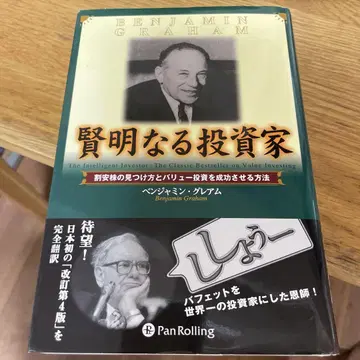 BENJAMIN
GRAHAM
賢明なる投資家
The Intelligent Investor: The Classic Bestseller on Value Investing
割安株の見つけ方とバリュー投資を成功させる方法
ベンジャミン・グレアム
Benjamin Graham
待望!
日本初の「改訂第4版」を
完全翻訳
ししょうー
バフェットを
世界一の投資家にした恩師!
Pan Rolling